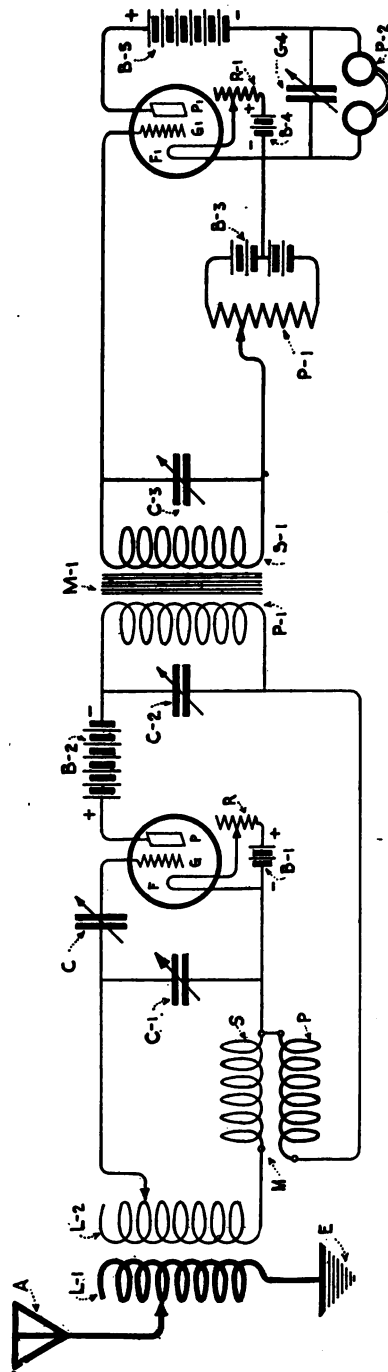 A
L-1
L-2
E
M
S
P
C
C-1
+
B-2
-
F
G
P
R
-
+
B-1
C-2
P-1
M-1
S-1
C-3
P-1
B-3
F1
G1
P1
R-1
+
-
B-4
+
B-5
-
G-4
P-2